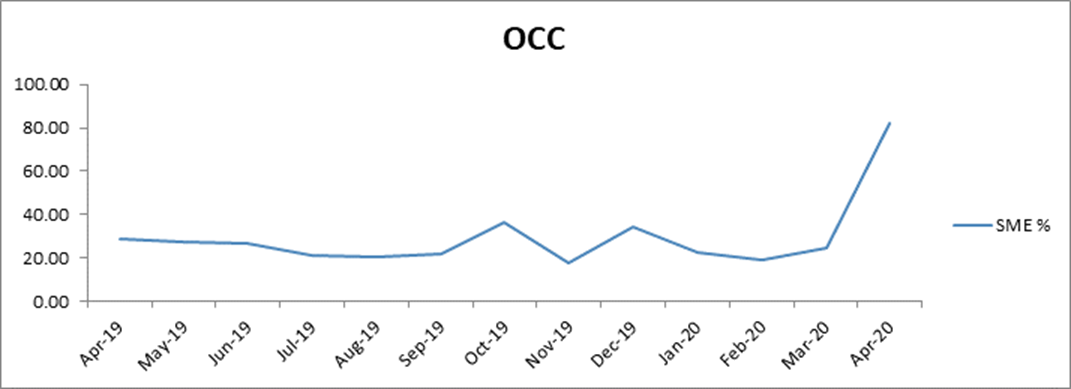 OCC
100.00
80.00
60.00
40.00
20.00
0.00
SME %
Apr-19
May-19
Jun-19
Jul-19
Aug-19
Sep-19
Oct-19
Nov-19
Dec-19
Jan-20
Feb-20
Mar-20
Apr-20